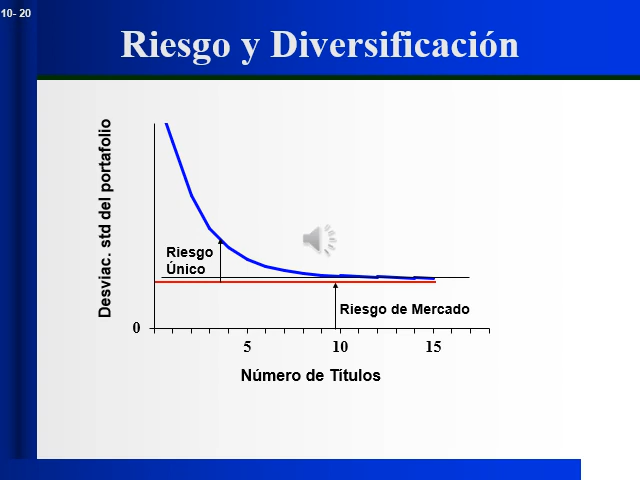 10- 20
Riesgo y Diversificación
Desviac. std del portafolio
Riesgo
Único
Riesgo de Mercado
0
5 10 15
Número de Títulos